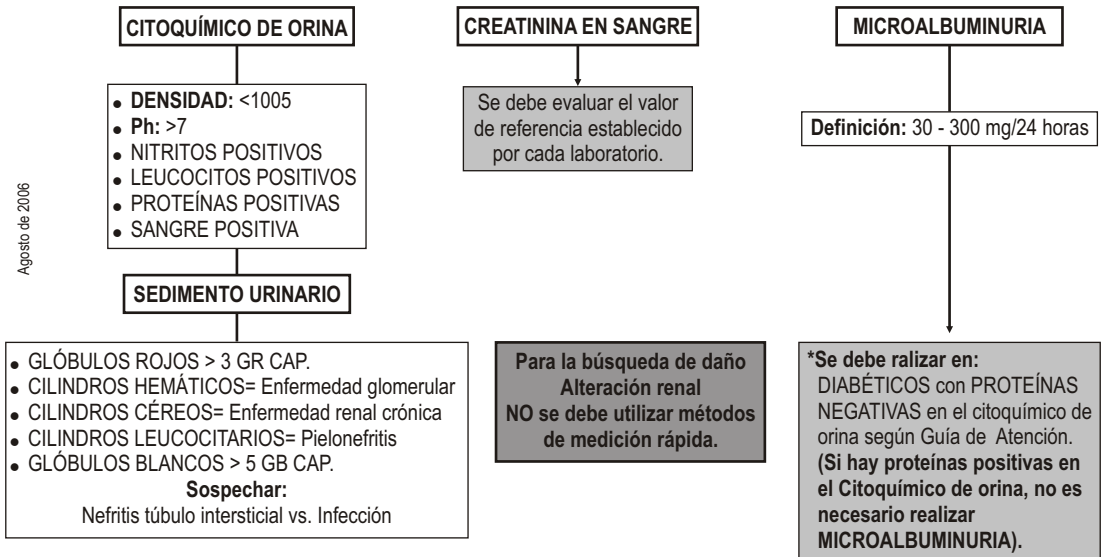 CITOQUÍMICO DE ORINA
● DENSIDAD: <1005
● Ph: >7
● NITRITOS POSITIVOS
● LEUCOCITOS POSITIVOS
● PROTEÍNAS POSITIVAS
● SANGRE POSITIVA
SEDIMENTO URINARIO
● GLÓBULOS ROJOS > 3 GR CAP.
● CILINDROS HEMÁTICOS= Enfermedad glomerular
● CILINDROS CÉREOS= Enfermedad renal crónica
● CILINDROS LEUCOCITARIOS= Pielonefritis
● GLÓBULOS BLANCOS > 5 GB CAP.
Sospechar:
Nefritis túbulo intersticial vs. Infección
CREATININA EN SANGRE
Se debe evaluar el valor
de referencia establecido
por cada laboratorio.
Para la búsqueda de daño
Alteración renal
NO se debe utilizar métodos
de medición rápida.
MICROALBUMINURIA
Definición: 30 - 300 mg/24 horas
*Se debe ralizar en:
DIABÉTICOS con PROTEÍNAS
NEGATIVAS en el citoquímico de
orina según Guía de Atención.
(Si hay proteínas positivas en
el Citoquímico de orina, no es
necesario realizar
MICROALBUMINURIA).
Agosto de 2006